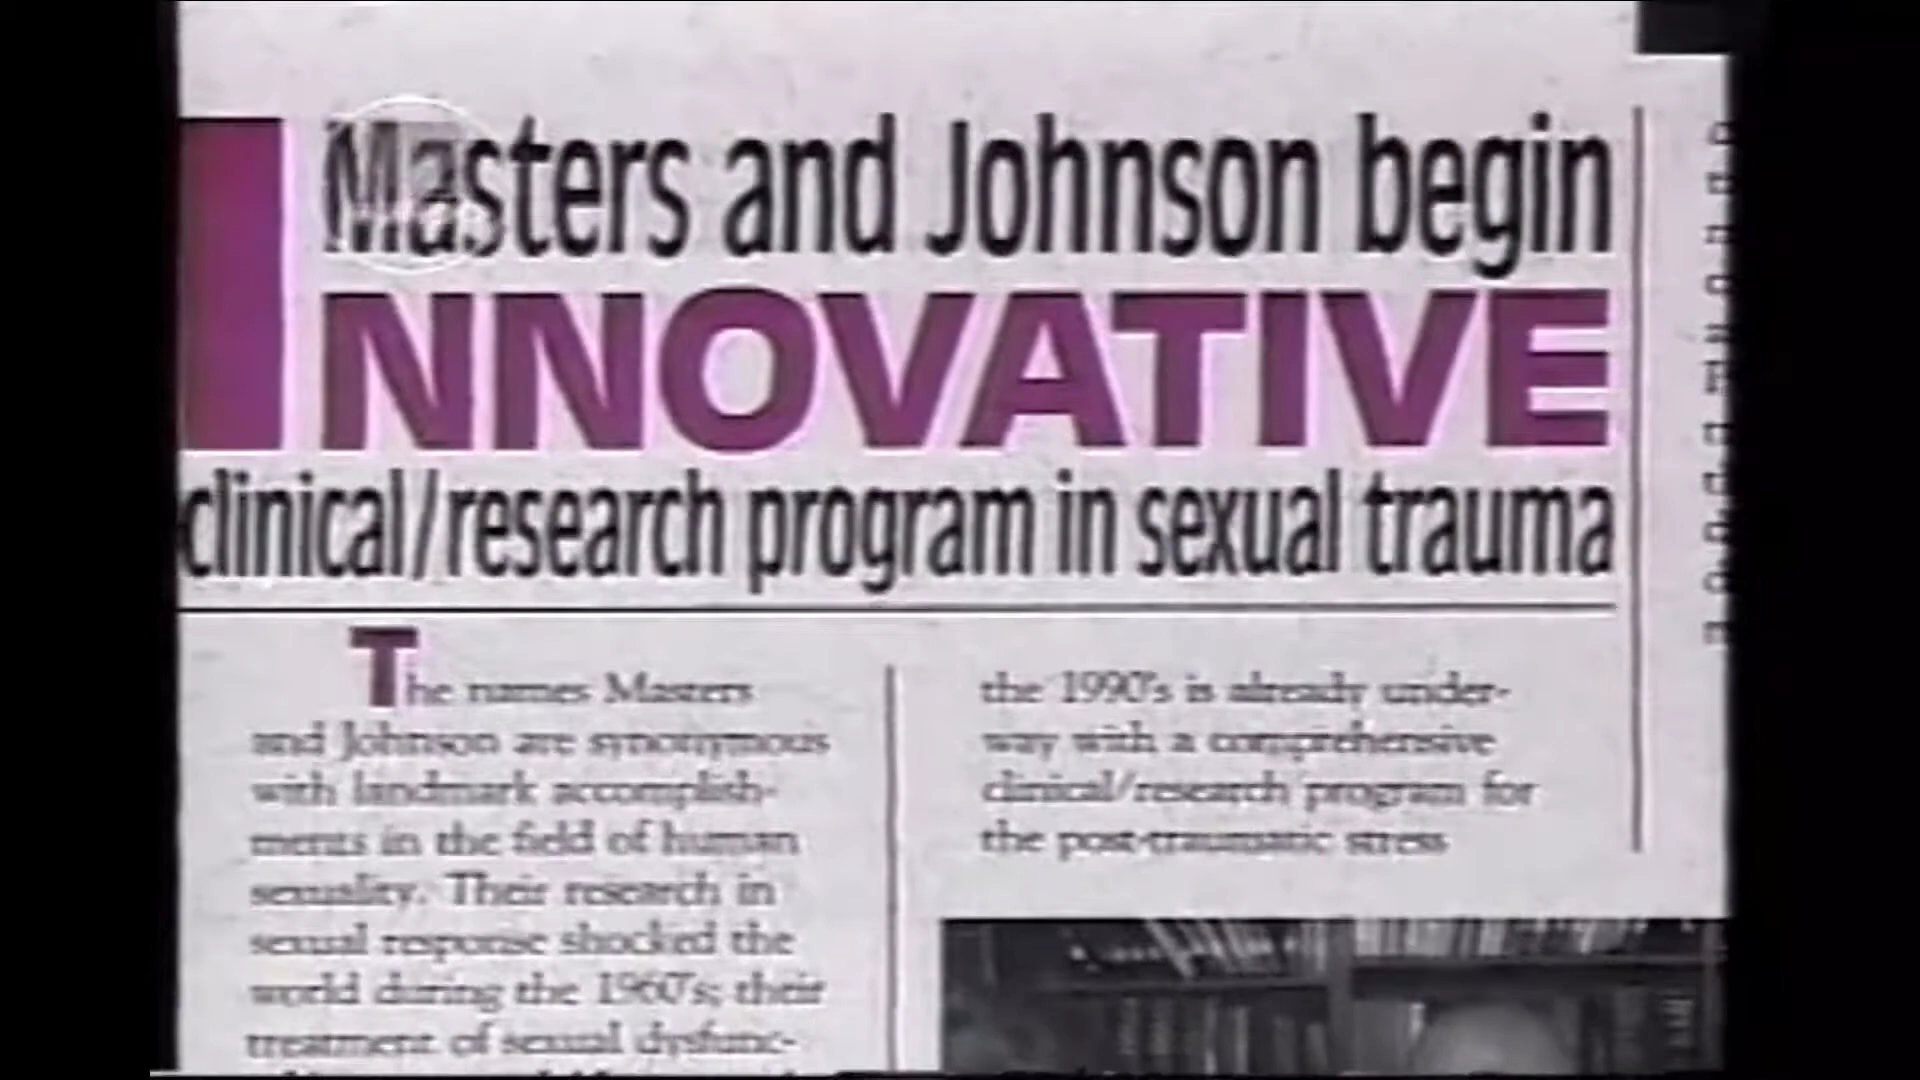 Masters and Johnson begin
INNOVATIVE
clinical/research program in sexual trauma
The names Masters
and Johnson are synonymous
with landmark accomplish-
ments in the field of human
sexuality. Their research in
sexual response shocked the
world during the 1960's; their
treatment of sexual dysfunc-
the 1990's is already under-
way with a comprehensive
clinical/research program for
the post-traumatic stress